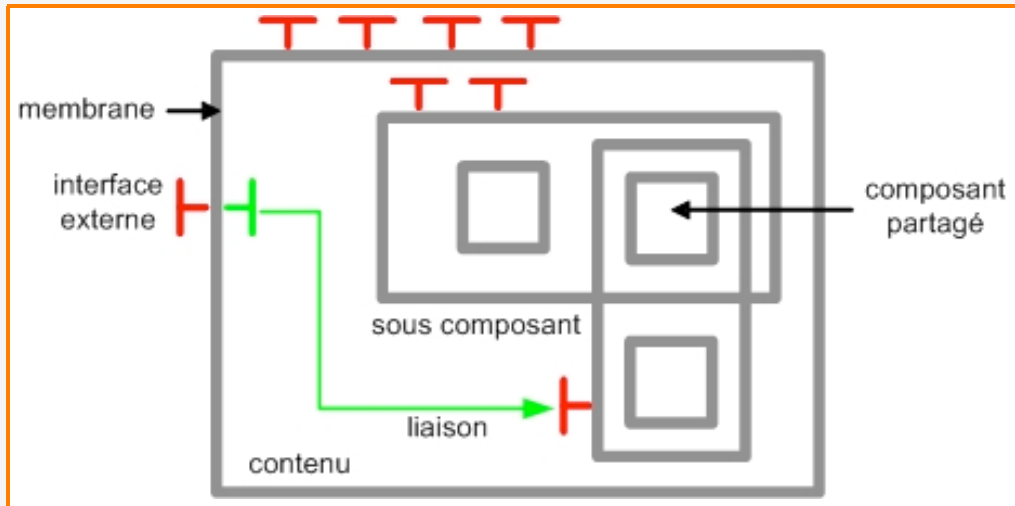 membrane
interface
externe
composant
partagé
sous composant
liaison
contenu